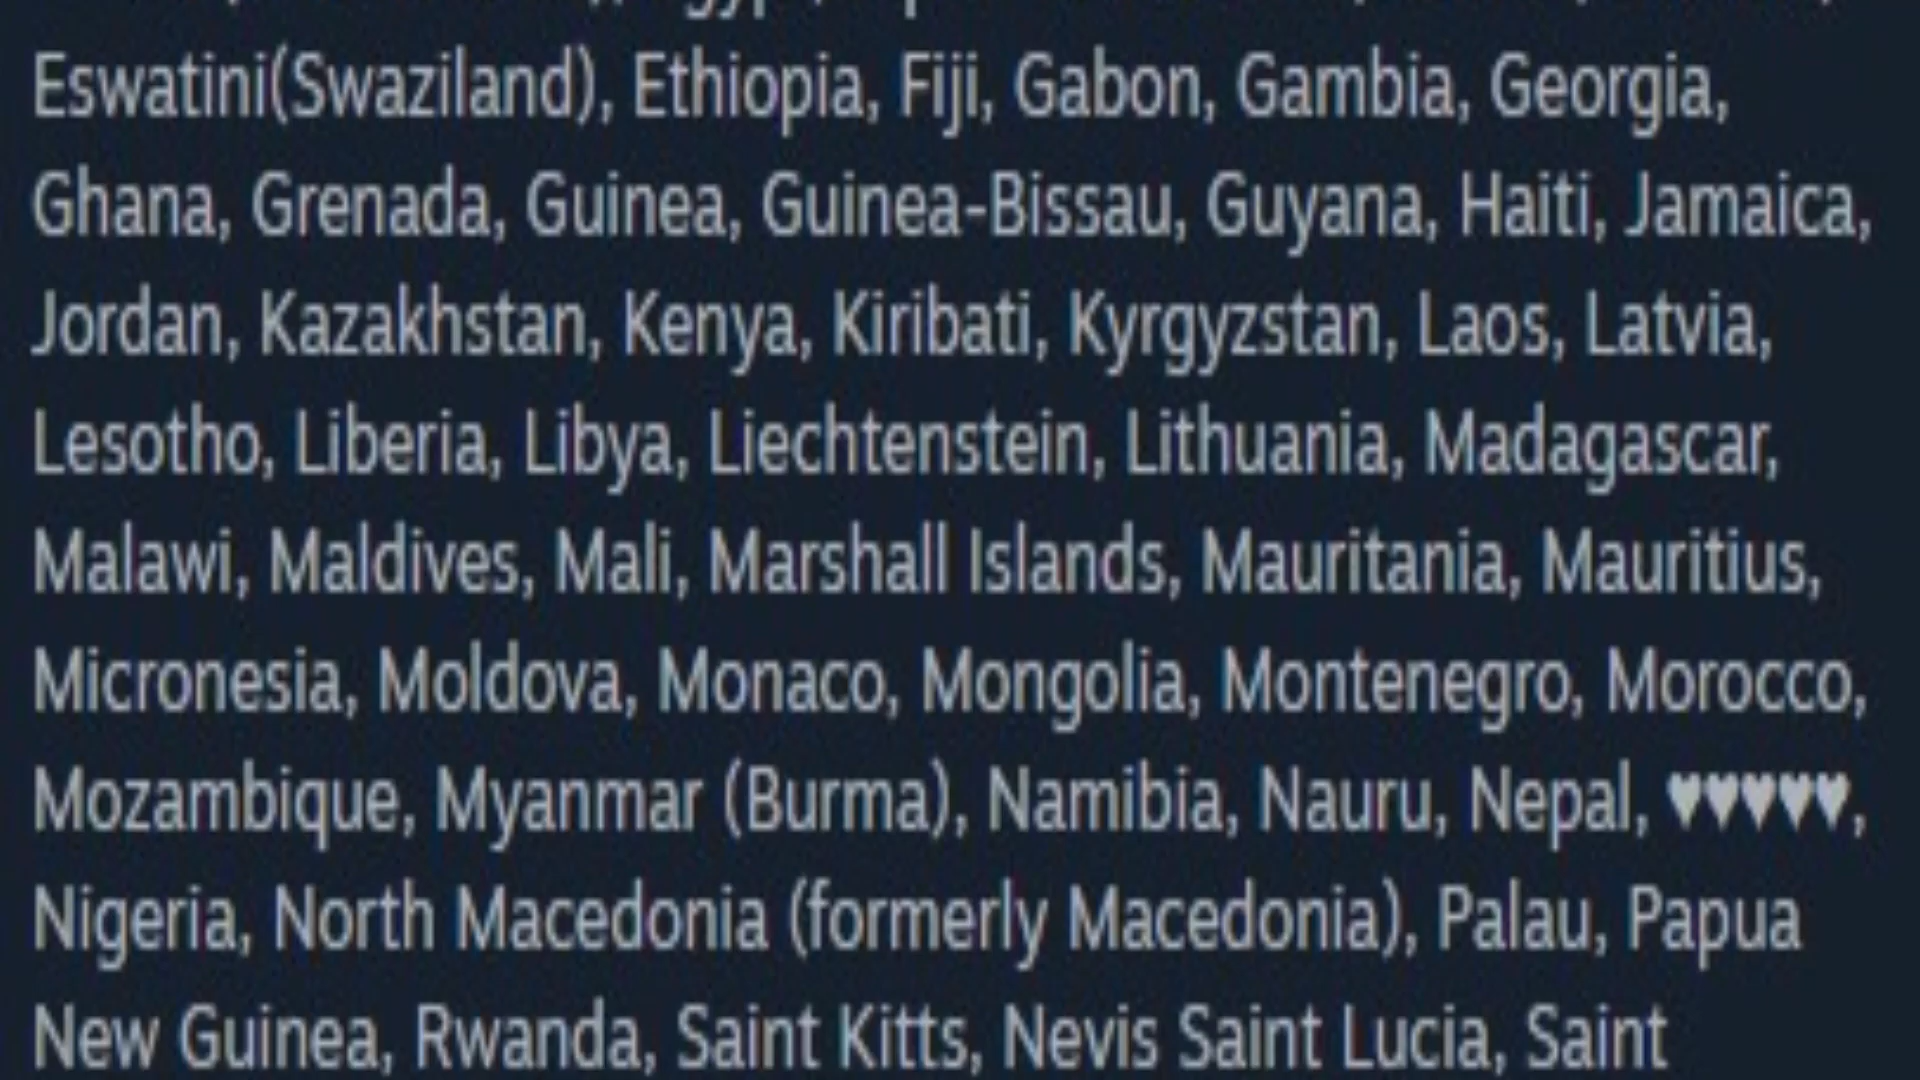 Eswatini(Swaziland), Ethiopia, Fiji, Gabon, Gambia, Georgia,
Ghana, Grenada, Guinea, Guinea-Bissau, Guyana, Haiti, Jamaica,
Jordan, Kazakhstan, Kenya, Kiribati, Kyrgyzstan, Laos, Latvia,
Lesotho, Liberia, Libya, Liechtenstein, Lithuania, Madagascar,
Malawi, Maldives, Mali, Marshall Islands, Mauritania, Mauritius,
Micronesia, Moldova, Monaco, Mongolia, Montenegro, Morocco,
Mozambique, Myanmar (Burma), Namibia, Nauru, Nepal, ♥♥♥♥♥,
Nigeria, North Macedonia (formerly Macedonia), Palau, Papua
New Guinea, Rwanda, Saint Kitts, Nevis Saint Lucia, Saint